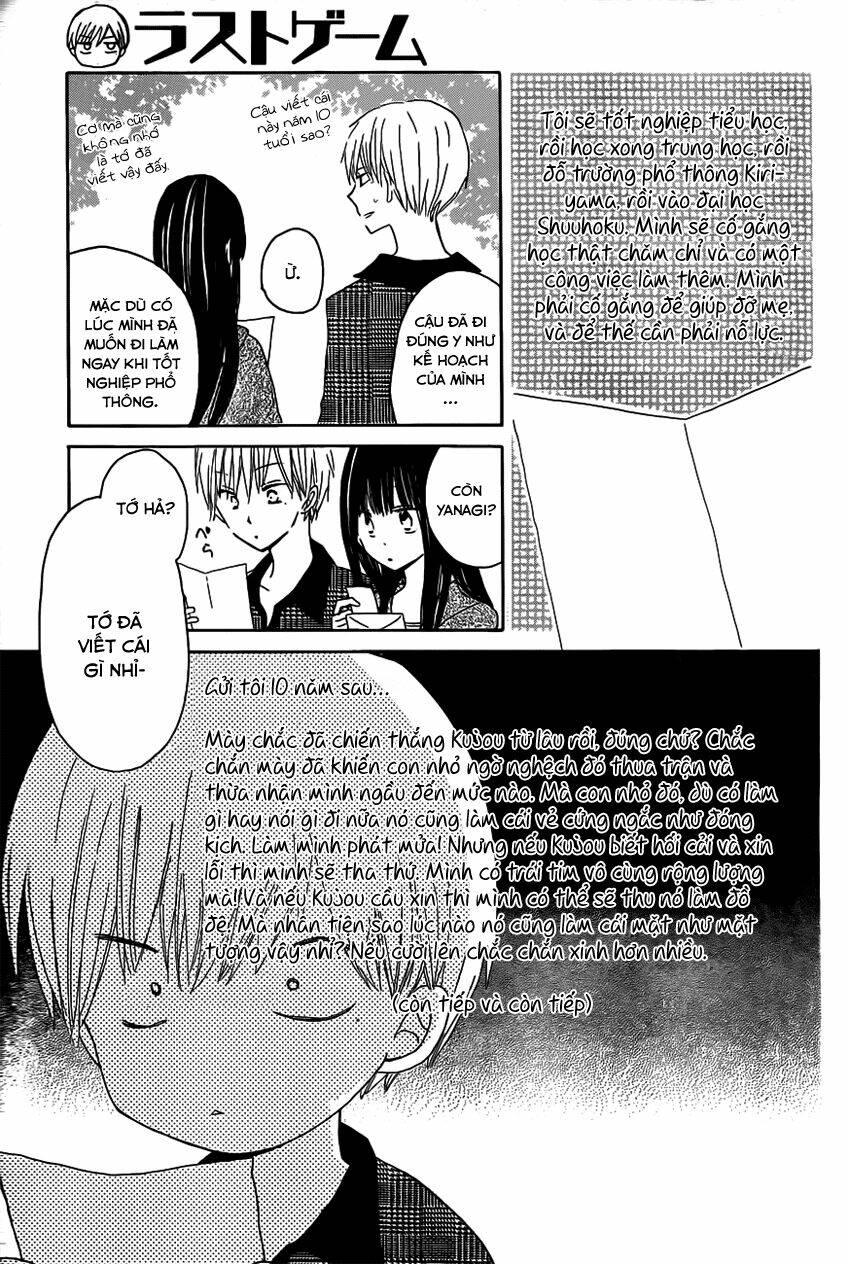 ラストゲーム
Tôi sẽ tốt nghiệp tiểu học,
rồi học xong trung học, rồi
đỗ trường phổ thông Kiri-
yama, rồi vào đại học
Shuuhoku. Mình sẽ cố gắng
học thật chăm chỉ và có một
công việc làm thêm. Mình
phải cố gắng để giúp đỡ mẹ,
và để thế cần phải nỗ lực.
Cậu viết cái
này năm 10
tuổi sao?
Cơ mà cũng
không nhớ
là tớ đã
viết vậy đấy.
CẬU ĐÃ ĐI
ĐÚNG Y NHƯ
KẾ HOẠCH
CỦA MÌNH
...
Ừ.
MẶC DÙ CÓ
LÚC MÌNH ĐÃ
MUỐN ĐI LÀM
NGAY KHI TỐT
NGHIỆP PHỔ
THÔNG.
CÒN
YANAGI?
TỚ HẢ?
ぺら
TỚ ĐÃ
VIẾT CÁI
GÌ NHỈ-
Gửi tôi 10 năm sau...
Mày chắc đã chiến thắng Kujou từ lâu rồi, đúng chứ? Chắc
chắn mày đã khiến con nhỏ ngờ nghệch đó thua trận và
thừa nhận mình ngầu đến mức nào. Mà con nhỏ đó, dù có làm
gì hay nói gì đi nữa nó cũng làm cái vẻ cứng ngắc như đóng
kịch. Làm mình phát mửa! Nhưng nếu Kujou biết hối cải và xin
lỗi thì mình sẽ tha thứ. Mình có trái tim vô cùng rộng lượng
mà! Và nếu Kujou cầu xin thì mình có thể sẽ thu nó làm đồ
đệ! Mà nhân tiện sao lúc nào nó cũng làm cái mặt như mặt
tượng vậy nhỉ? Nếu cười lên chắc chắn xinh hơn nhiều.
(còn tiếp và còn tiếp)